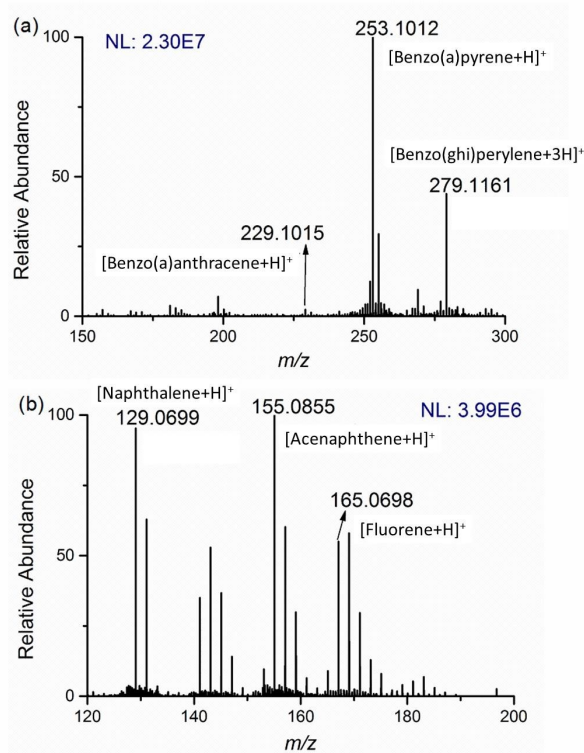 (a)
NL: 2.30E7
253.1012
[Benzo(a)pyrene+H]⁺
[Benzo(ghi)perylene+3H]⁺
279.1161
229.1015
[Benzo(a)anthracene+H]⁺
Relative Abundance
100
50
0
150 200 250 300
m/z
(b)
[Naphthalene+H]⁺
129.0699
155.0855
NL: 3.99E6
[Acenaphthene+H]⁺
165.0698
[Fluorene+H]⁺
Relative Abundance
100
50
0
120 140 160 180 200
m/z